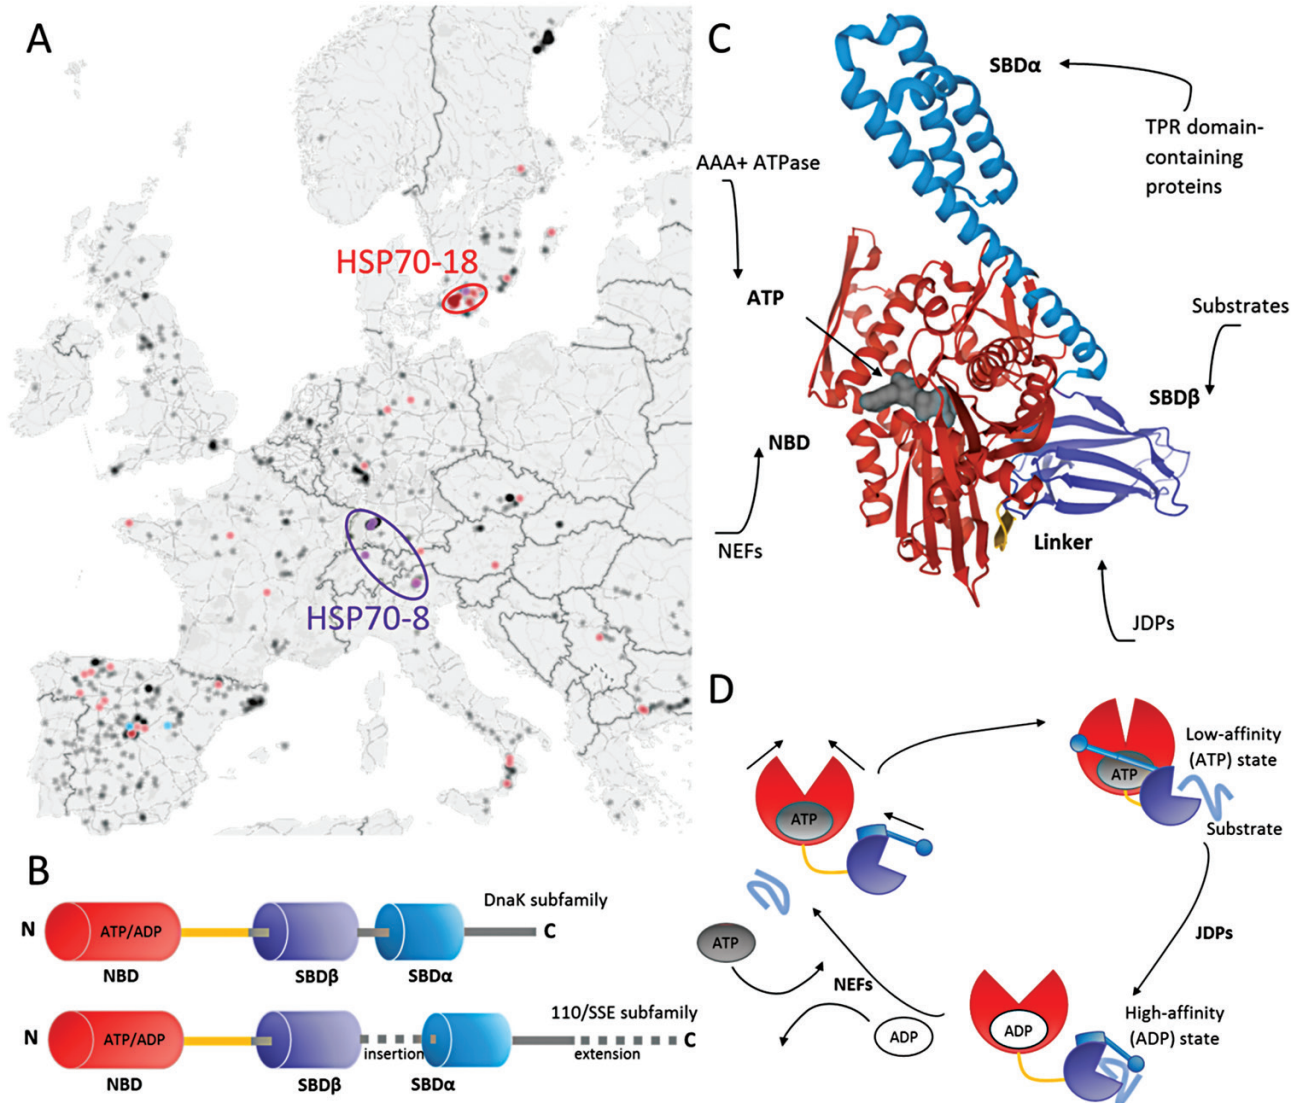 A
HSP70-18
HSP70-8
B
DnaK subfamily
N
ATP/ADP
C
NBD
SBDβ
SBDα
110/SSE subfamily
N
ATP/ADP
C
insertion
extension
NBD
SBDβ
SBDα
C
SBDα
TPR domain-
containing
proteins
AAA+ ATPase
ATP
Substrates
SBDβ
NBD
NEFs
Linker
JDPs
D
ATP
ATP
Low-affinity
(ATP) state
Substrate
ATP
JDPs
NEFs
ADP
ADP
High-affinity
(ADP) state